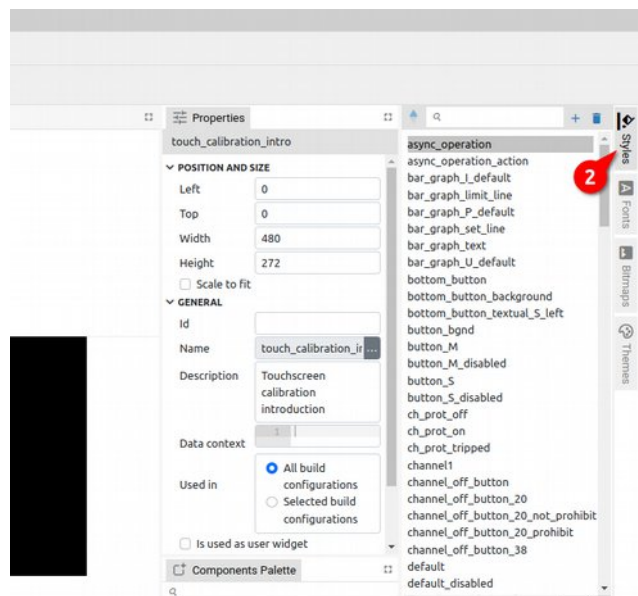 Properties
touch_calibration_intro
POSITION AND SIZE
Left 0
Top 0
Width 480
Height 272
Scale to fit
GENERAL
Id
Name touch_calibration_ir ...
Description Touchscreen
calibration
introduction
1
Data context
Used in
All build
configurations
Selected build
configurations
Is used as user widget
Components Palette
async_operation
async_operation_action
bar_graph_I_default
bar_graph_limit_line
bar_graph_P_default
bar_graph_set_line
bar_graph_text
bar_graph_U_default
bottom_button
bottom_button_background
bottom_button_textual_S_left
button_bgnd
button_M
button_M_disabled
button_S
button_S_disabled
ch_prot_off
ch_prot_on
ch_prot_tripped
channel1
channel_off_button
channel_off_button_20
channel_off_button_20_not_prohibit
channel_off_button_20_prohibit
channel_off_button_38
default
default_disabled
2
Styles
A Fonts
Bitmaps
Themes